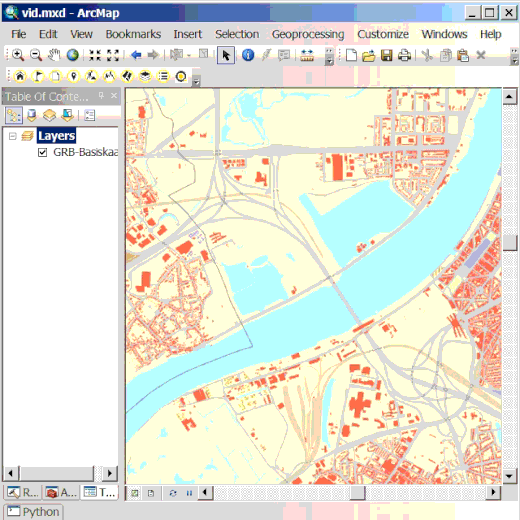 vid.mxd - ArcMap
File Edit View Bookmarks Insert Selection Geoprocessing Customize Windows Help
Table Of Conte...
Layers
GRB-Basiskaa
R... A... T...
Python